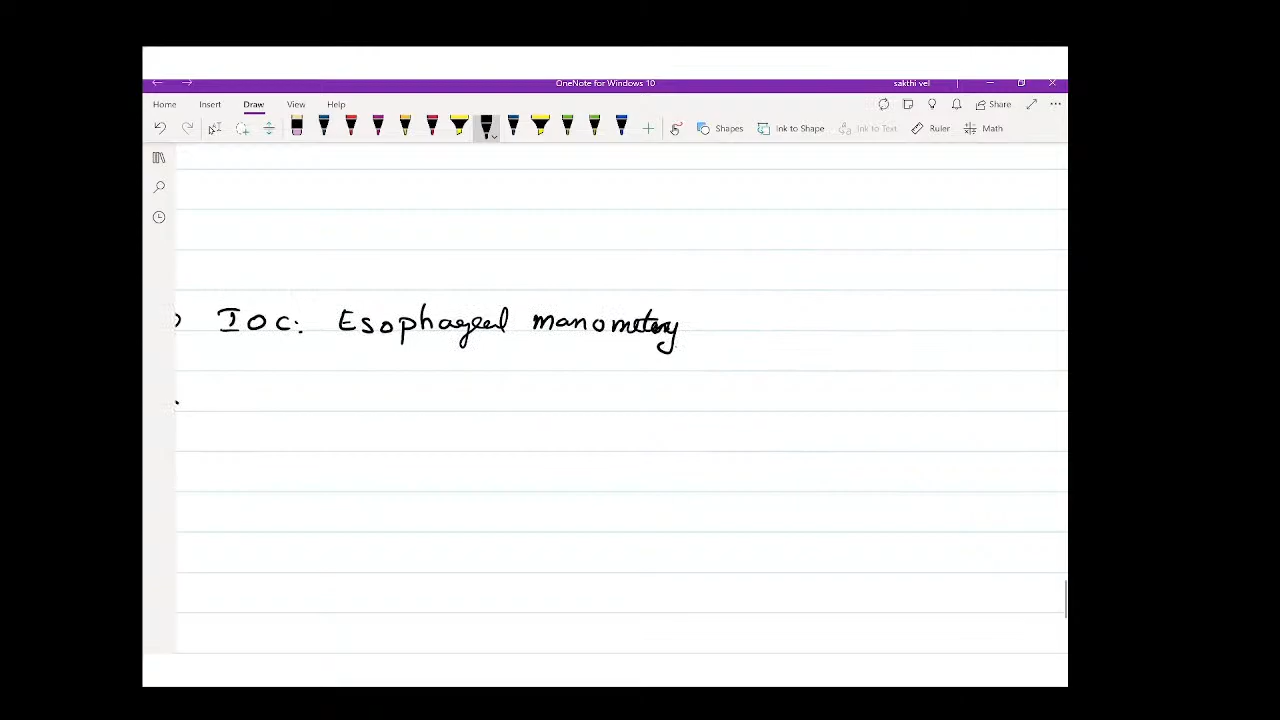 OneNote for Windows 10
sakthi vel
Home Insert Draw View Help
Share
Shapes Ink to Shape Ink to Text Ruler Math
IOC: Esophageal manometry